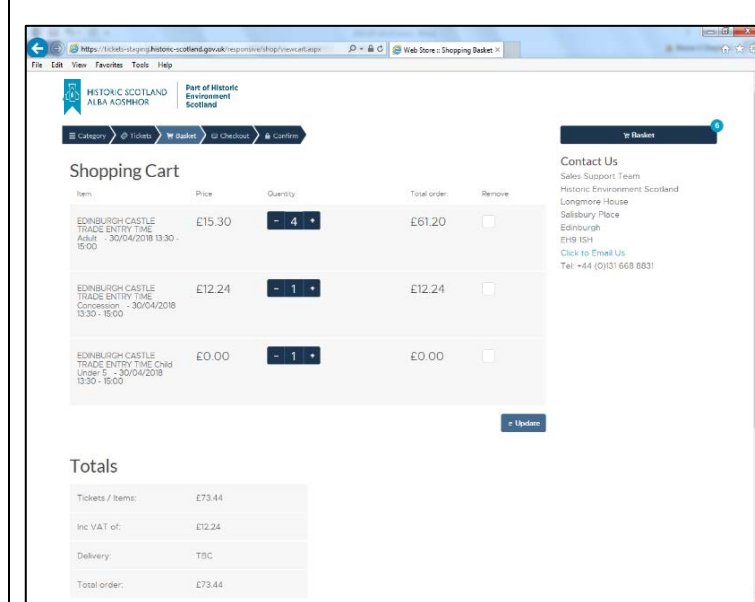 https://tickets-staging.historic-scotland.gov.uk/responsive/shop/viewcart.aspx
Web Store :: Shopping Basket
File Edit View Favorites Tools Help
HISTORIC SCOTLAND
ALBA AOSMHOR
Part of Historic
Environment
Scotland
Category Tickets Basket Checkout Confirm
Basket
6
Shopping Cart
Item Price Quantity Total order: Remove
EDINBURGH CASTLE
TRADE ENTRY TIME
Adult - 30/04/2018 13:30 -
15:00
£15.30 - 4 + £61.20
EDINBURGH CASTLE
TRADE ENTRY TIME
Concession - 30/04/2018
13:30 - 15:00
£12.24 - 1 + £12.24
EDINBURGH CASTLE
TRADE ENTRY TIME Child
Under 5 - 30/04/2018
13:30 - 15:00
£0.00 - 1 + £0.00
Update
Contact Us
Sales Support Team
Historic Environment Scotland
Longmore House
Salisbury Place
Edinburgh
EH9 1SH
Click to Email Us
Tel: +44 (0)131 668 8831
Totals
Tickets / Items: £73.44
Inc VAT of: £12.24
Delivery: TBC
Total order: £73.44